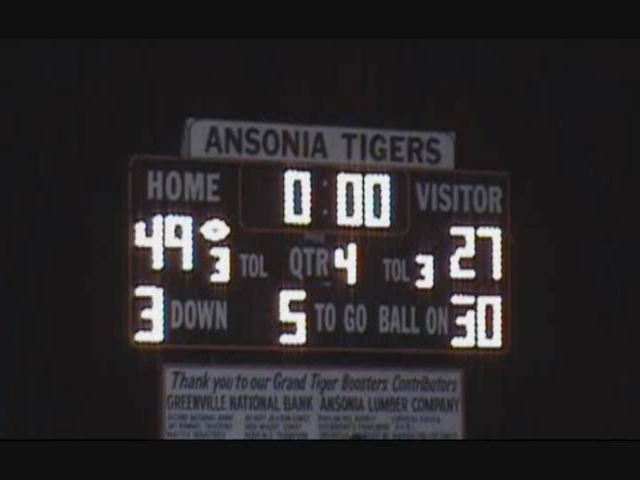 ANSONIA TIGERS
HOME 0:00 VISITOR
49 3 TOL QTR 4 TOL 3 27
3 DOWN 5 TO GO BALL ON 30
Thank you to our Grand Tiger Boosters Contributors
GREENVILLE NATIONAL BANK ANSONIA LUMBER COMPANY